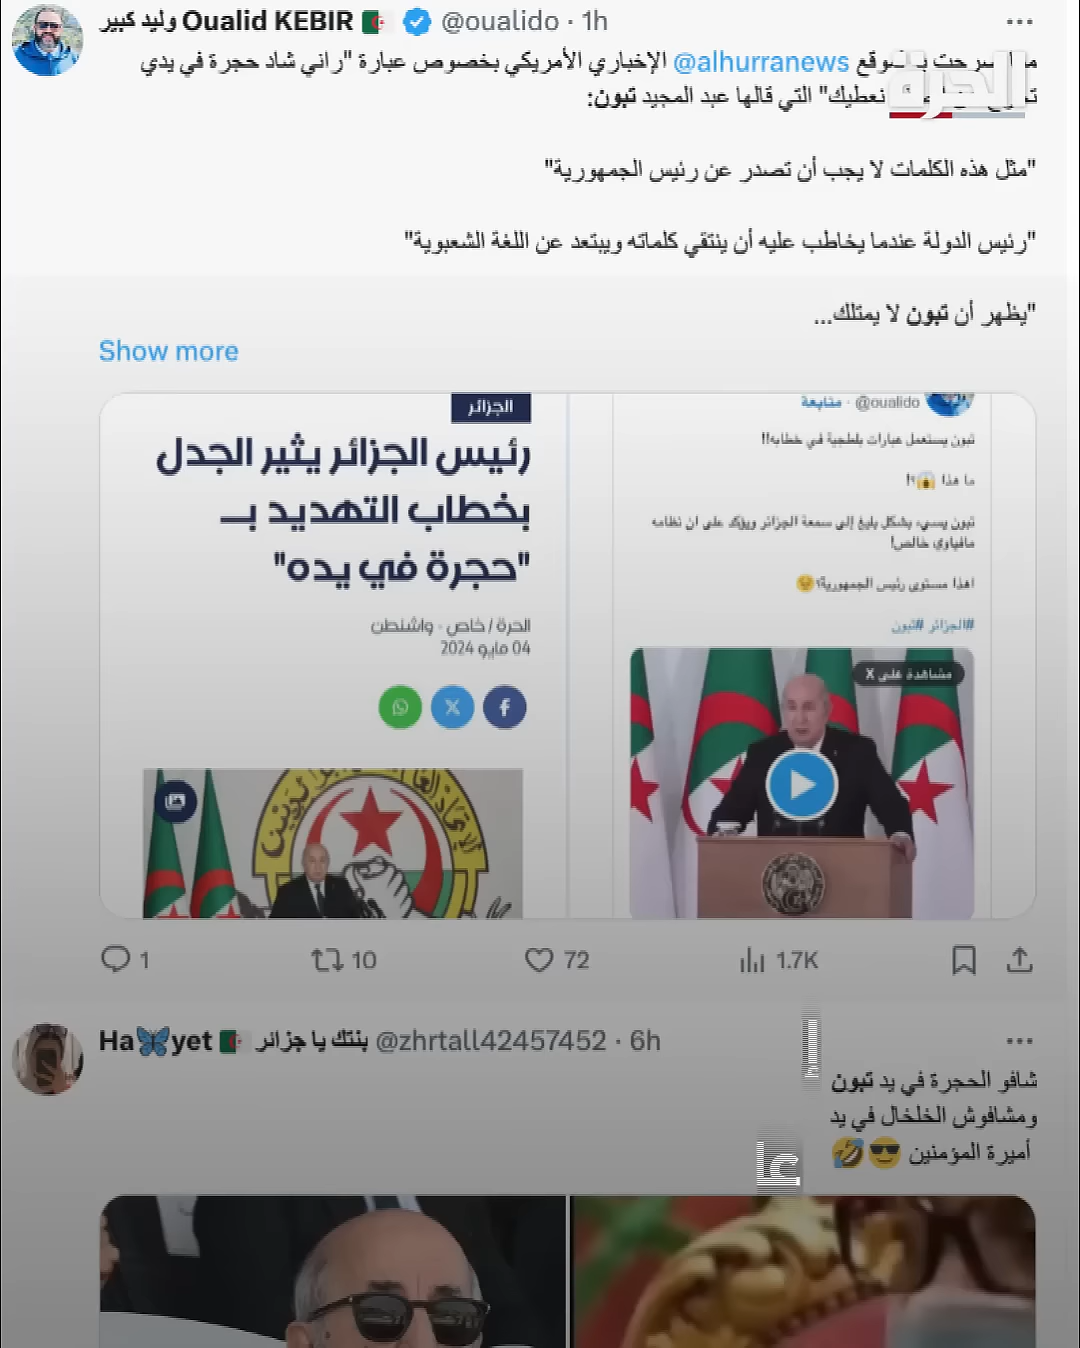 وليد كبير Oualid KEBIR @oualido · 1h
صرحت @alhurranews الإخباري الأمريكي بخصوص عبارة "راني شاد حجرة في يدي
نعطيك" التي قالها عبد المجيد تبون:
الحرة
"مثل هذه الكلمات لا يجب أن تصدر عن رئيس الجمهورية"
"رئيس الدولة عندما يخاطب عليه أن ينتقي كلماته ويبتعد عن اللغة الشعبوية"
"يظهر أن تبون لا يمتلك...
Show more
الجزائر
رئيس الجزائر يثير الجدل
بخطاب التهديد بـ
"حجرة في يده"
الحرة / خاص - واشنطن
04 مايو 2024
@oualido · متابعة
تبون يستعمل عبارات بلطجية في خطابه!!
ما هذا 😱؟!
تبون يسيء بشكل بليغ إلى سمعة الجزائر ويؤكد على ان نظامه
مافياوي خالص!
اهذا مستوى رئيس الجمهورية؟
#الجزائر #تبون
مشاهدة على X
1 10 72 1.7K
Ha🦋yet بنتك يا جزائر @zhrtall42457452 · 6h
شافو الحجرة في يد تبون
ومشافوش الخلخال في يد
أميرة المؤمنين 😎🤣